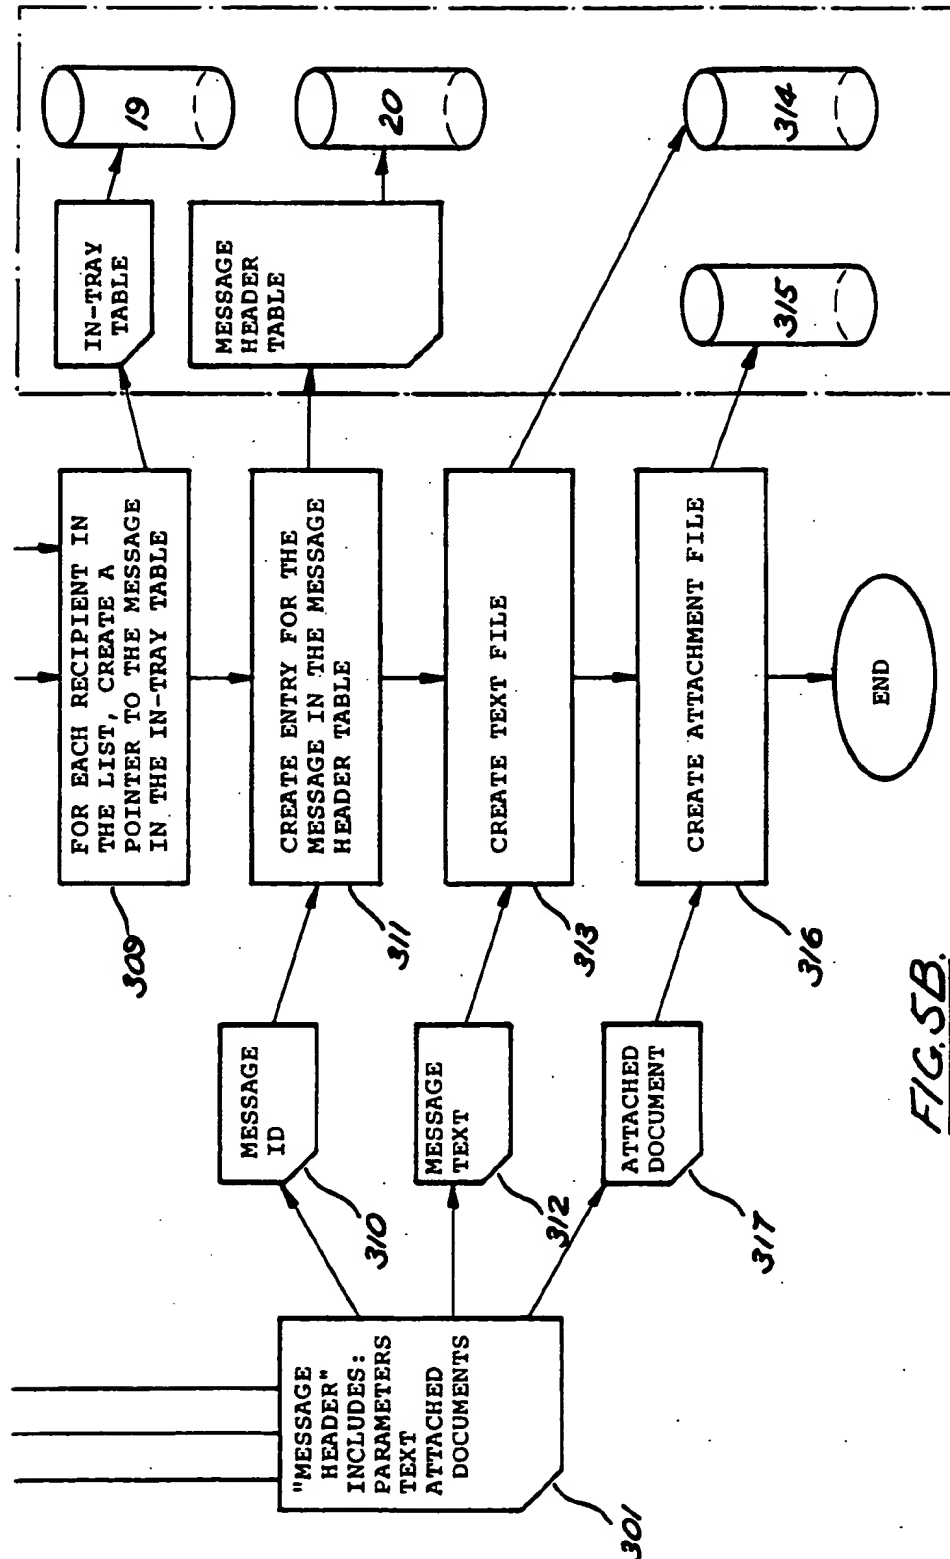 "MESSAGE
HEADER"
INCLUDES:
PARAMETERS
TEXT
ATTACHED
DOCUMENTS
301
MESSAGE
ID
310
MESSAGE
TEXT
312
ATTACHED
DOCUMENT
317
FOR EACH RECIPIENT IN
THE LIST, CREATE A
POINTER TO THE MESSAGE
IN THE IN-TRAY TABLE
309
CREATE ENTRY FOR THE
MESSAGE IN THE MESSAGE
HEADER TABLE
311
CREATE TEXT FILE
313
CREATE ATTACHMENT FILE
316
END
IN-TRAY
TABLE
19
MESSAGE
HEADER
TABLE
20
314
315
FIG.5B.